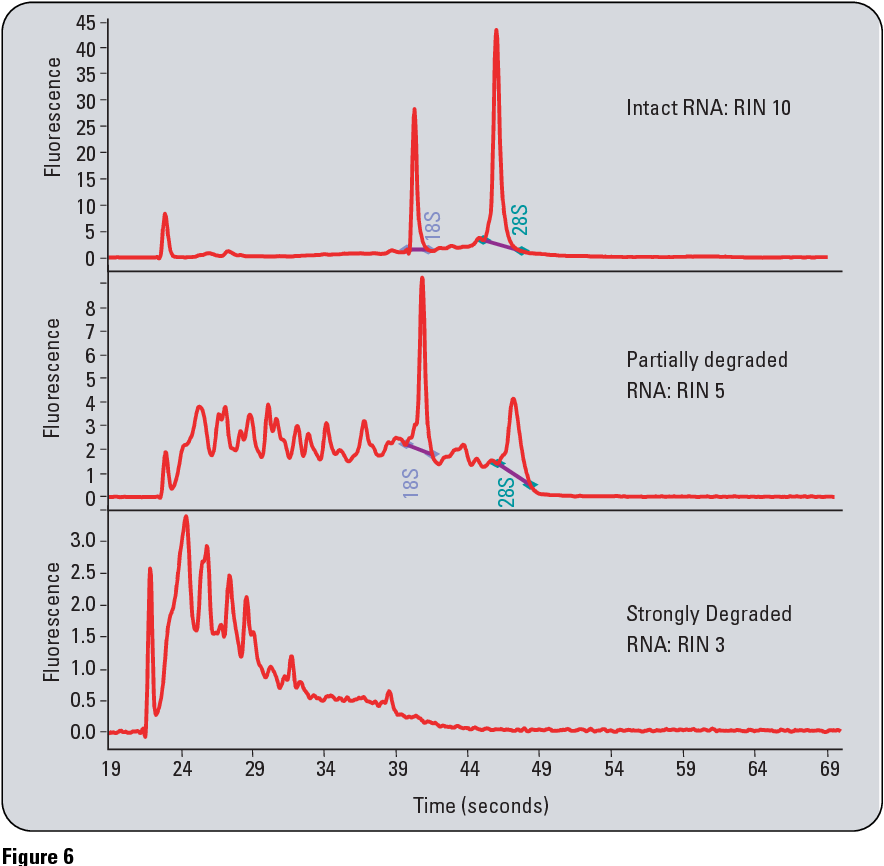 45
40
35
30
25
20
15
10
5
0
Fluorescence
Intact RNA: RIN 10
18S
28S
8
7
6
5
4
3
2
1
0
Fluorescence
Partially degraded
RNA: RIN 5
18S
28S
3.0
2.5
2.0
1.5
1.0
0.5
0.0
Fluorescence
Strongly Degraded
RNA: RIN 3
19 24 29 34 39 44 49 54 59 64 69
Time (seconds)
Figure 6